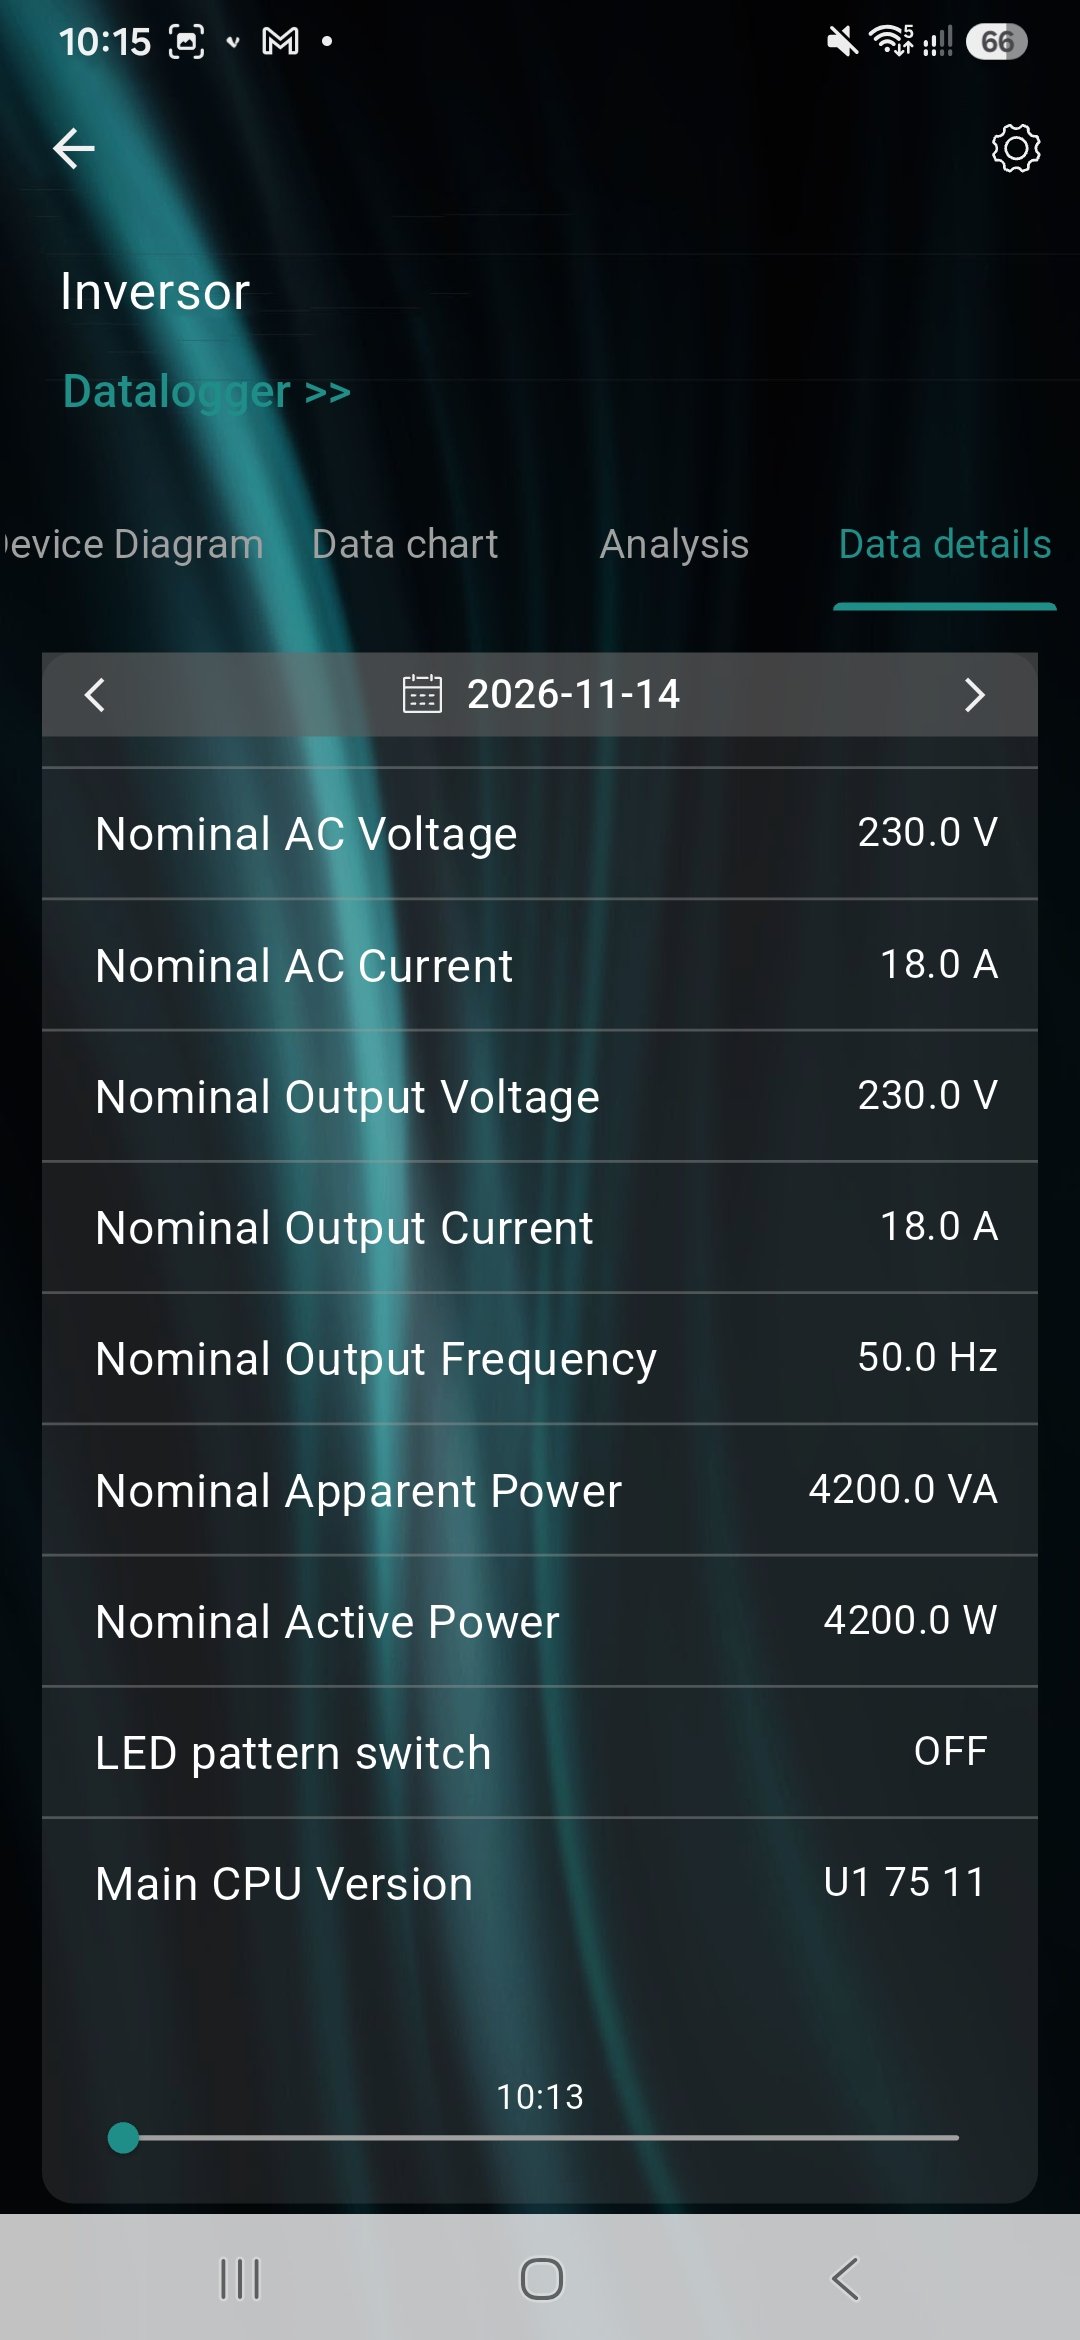 10:15
5
66
Inversor
Datalogger >>
evice Diagram Data chart Analysis Data details
2026-11-14
Nominal AC Voltage 230.0 V
Nominal AC Current 18.0 A
Nominal Output Voltage 230.0 V
Nominal Output Current 18.0 A
Nominal Output Frequency 50.0 Hz
Nominal Apparent Power 4200.0 VA
Nominal Active Power 4200.0 W
LED pattern switch OFF
Main CPU Version U1 75 11
10:13